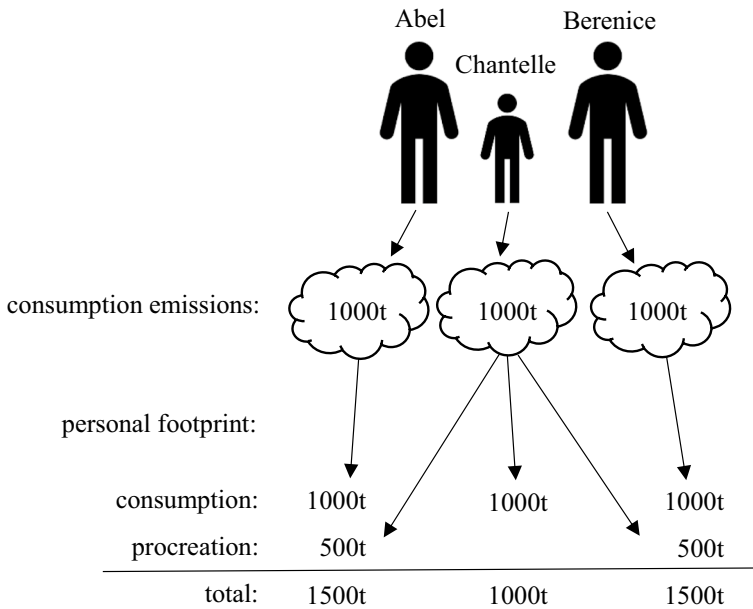 Abel
Berenice
Chantelle
consumption emissions: 1000t 1000t 1000t
personal footprint:
consumption: 1000t 1000t 1000t
procreation: 500t 500t
total: 1500t 1000t 1500t